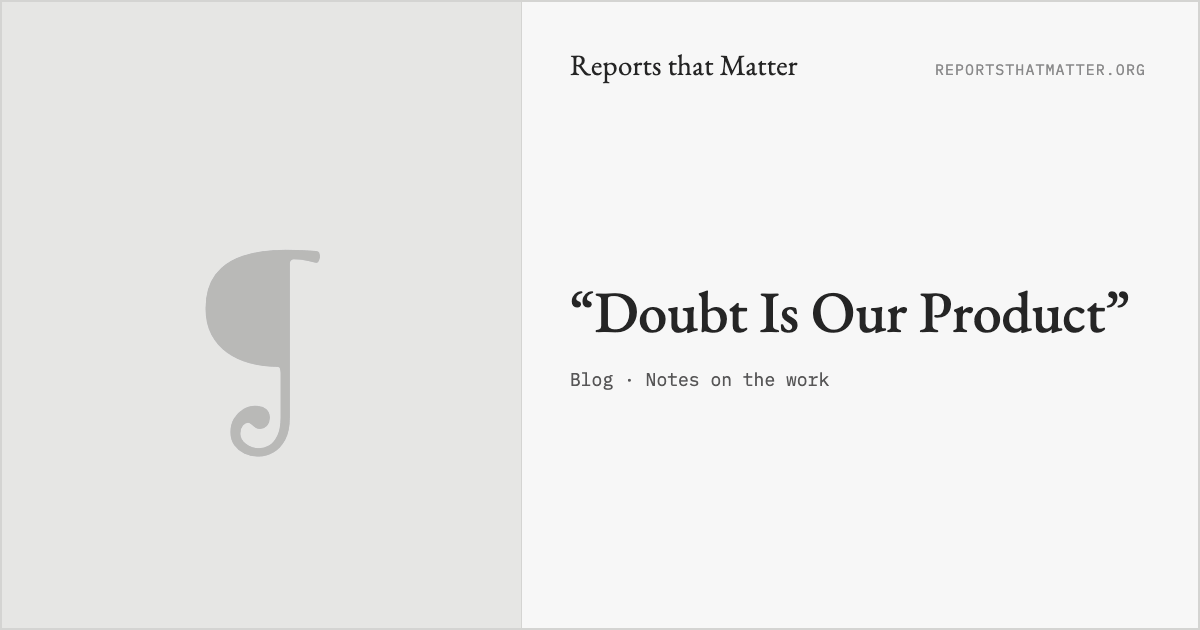 ¶
Reports that Matter
REPORTSTHATMATTER.ORG
“Doubt Is Our Product”
Blog · Notes on the work